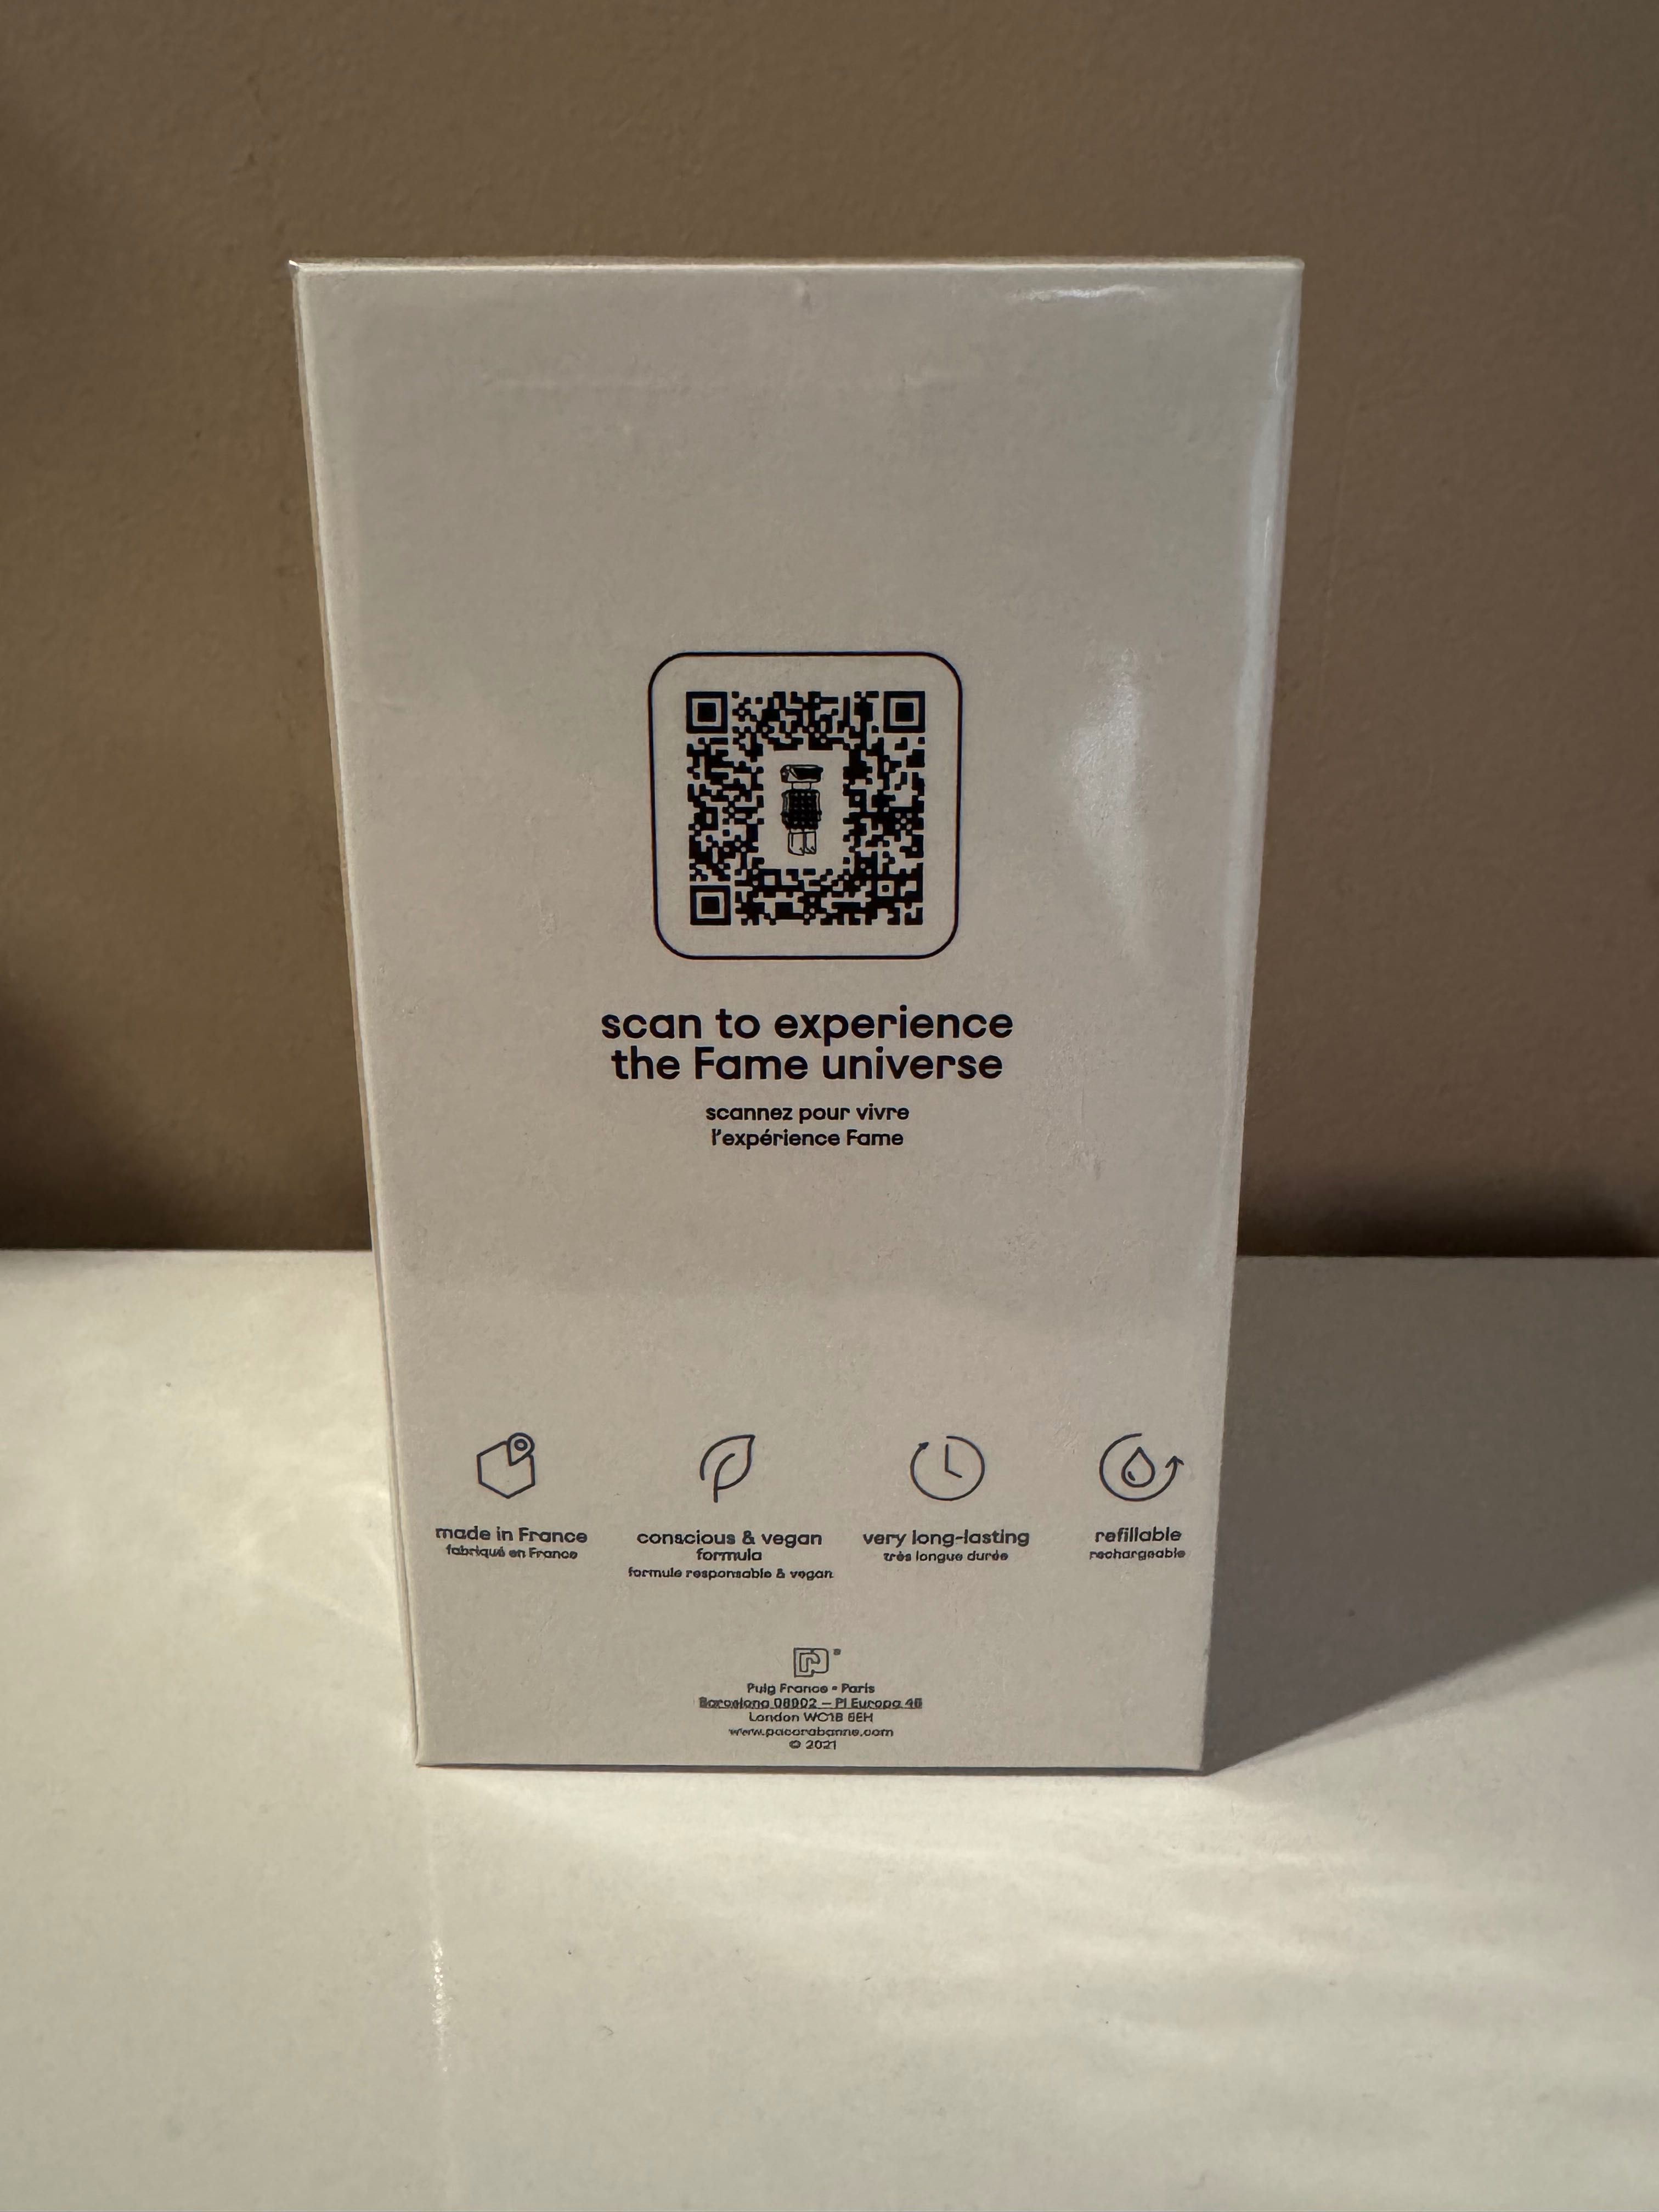 scan to experience
the Fame universe
scannez pour vivre
l'expérience Fame
made in France
fabriqué en France
conscious & vegan
formula
formule responsable & vegan
very long-lasting
très longue durée
refillable
rechargeable
Puig France • Paris
Barcelona 08902 – Pl Europa 46
London
www.pacorabanne.com
© 2021